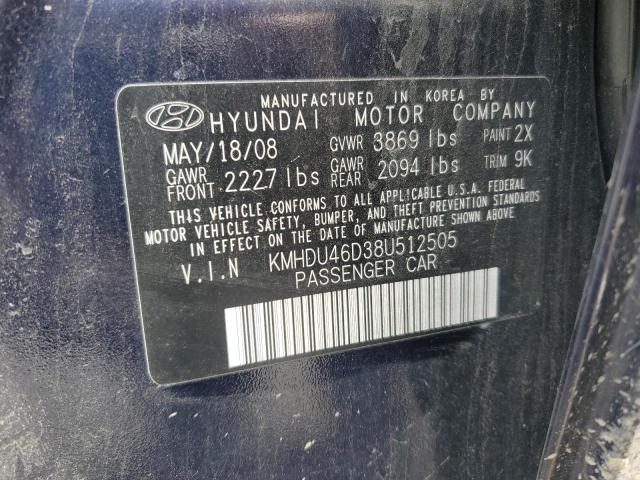 MANUFACTURED IN KOREA BY
HYUNDAI MOTOR COMPANY
MAY/18/08 GVWR 3869 lbs PAINT 2X
GAWR FRONT 2227 lbs GAWR REAR 2094 lbs TRIM 9K
THIS VEHICLE CONFORMS TO ALL APPLICABLE U.S.A. FEDERAL
MOTOR VEHICLE SAFETY, BUMPER, AND THEFT PREVENTION STANDARDS
IN EFFECT ON THE DATE OF MANUFACTURE SHOWN ABOVE.
V.I.N KMHDU46D38U512505
PASSENGER CAR